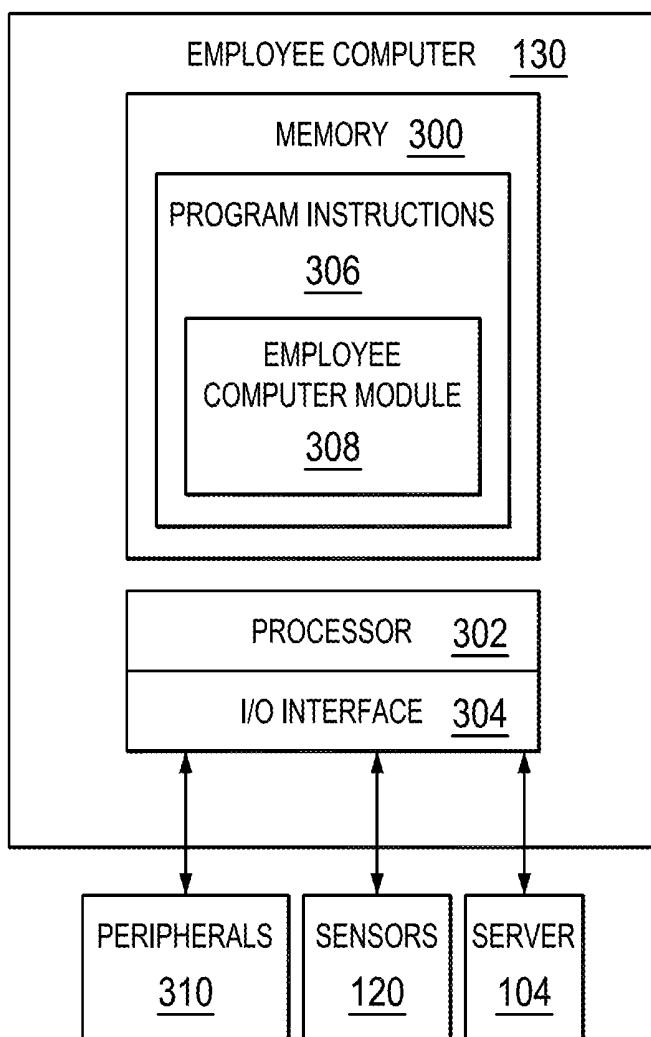 EMPLOYEE COMPUTER 130
MEMORY 300
PROGRAM INSTRUCTIONS
306
EMPLOYEE
COMPUTER MODULE
308
PROCESSOR 302
I/O INTERFACE 304
PERIPHERALS
310
SENSORS
120
SERVER
104